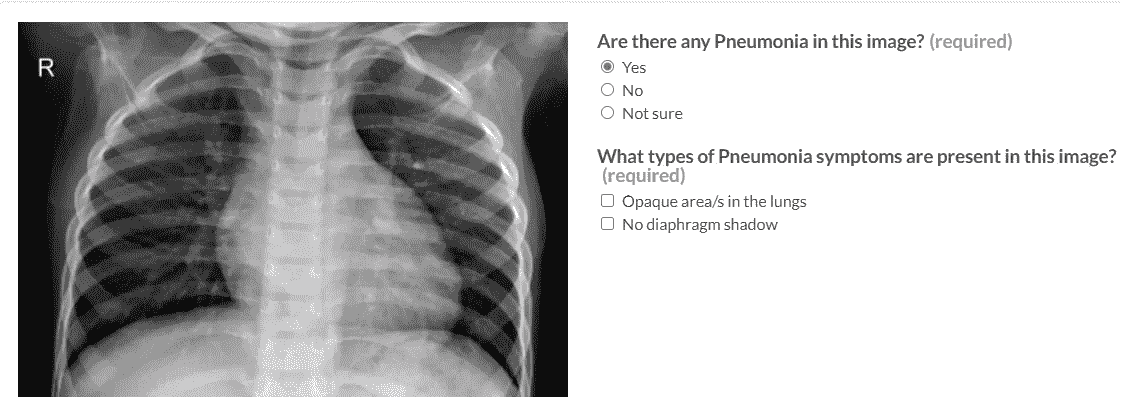 R
Are there any Pneumonia in this image? (required)
Yes
No
Not sure
What types of Pneumonia symptoms are present in this image?
(required)
Opaque area/s in the lungs
No diaphragm shadow